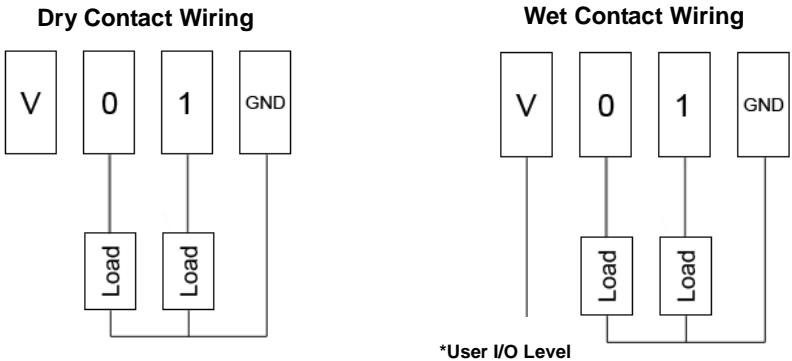 Dry Contact Wiring
V 0 1 GND
Load Load
Wet Contact Wiring
V 0 1 GND
Load Load
*User I/O Level